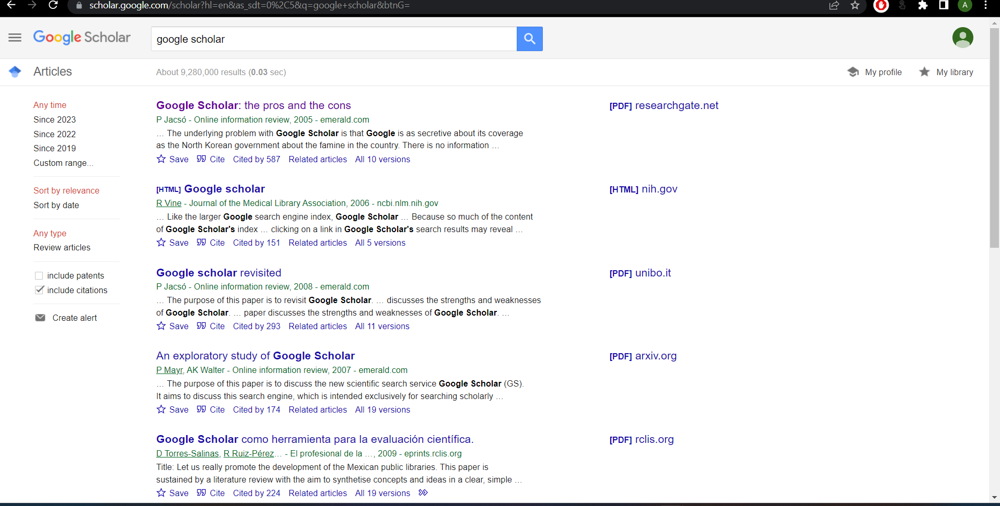 scholar.google.com/scholar?hl=en&as_sdt=0%2C5&q=google+scholar&btnG=
A
Google Scholar
google scholar
Articles
About 9,280,000 results (0.03 sec)
My profile
My library
Any time
Since 2023
Since 2022
Since 2019
Custom range...
Sort by relevance
Sort by date
Any type
Review articles
include patents
include citations
Create alert
Google Scholar: the pros and the cons
P Jacsó - Online information review, 2005 - emerald.com
… The underlying problem with Google Scholar is that Google is as secretive about its coverage
as the North Korean government about the famine in the country. There is no information …
Save Cite Cited by 587 Related articles All 10 versions
[PDF] researchgate.net
[HTML] Google scholar
R Vine - Journal of the Medical Library Association, 2006 - ncbi.nlm.nih.gov
… Like the larger Google search engine index, Google Scholar … Because so much of the content
of Google Scholar's index … clicking on a link in Google Scholar's search results may reveal …
Save Cite Cited by 151 Related articles All 5 versions
[HTML] nih.gov
Google scholar revisited
P Jacsó - Online information review, 2008 - emerald.com
… The purpose of this paper is to revisit Google Scholar. … discusses the strengths and weaknesses
of Google Scholar. … paper discusses the strengths and weaknesses of Google Scholar. …
Save Cite Cited by 293 Related articles All 11 versions
[PDF] unibo.it
An exploratory study of Google Scholar
P Mayr, AK Walter - Online information review, 2007 - emerald.com
… The purpose of this paper is to discuss the new scientific search service Google Scholar (GS).
It aims to discuss this search engine, which is intended exclusively for searching scholarly …
Save Cite Cited by 174 Related articles All 19 versions
[PDF] arxiv.org
Google Scholar como herramienta para la evaluación científica.
D Torres-Salinas, R Ruiz-Pérez… - El profesional de la …, 2009 - eprints.rclis.org
Title: Let us really promote the development of the Mexican public libraries. This paper is
sustained by a literature review with the aim to synthetise concepts and ideas in a clear, simple …
Save Cite Cited by 224 Related articles All 19 versions
[PDF] rclis.org